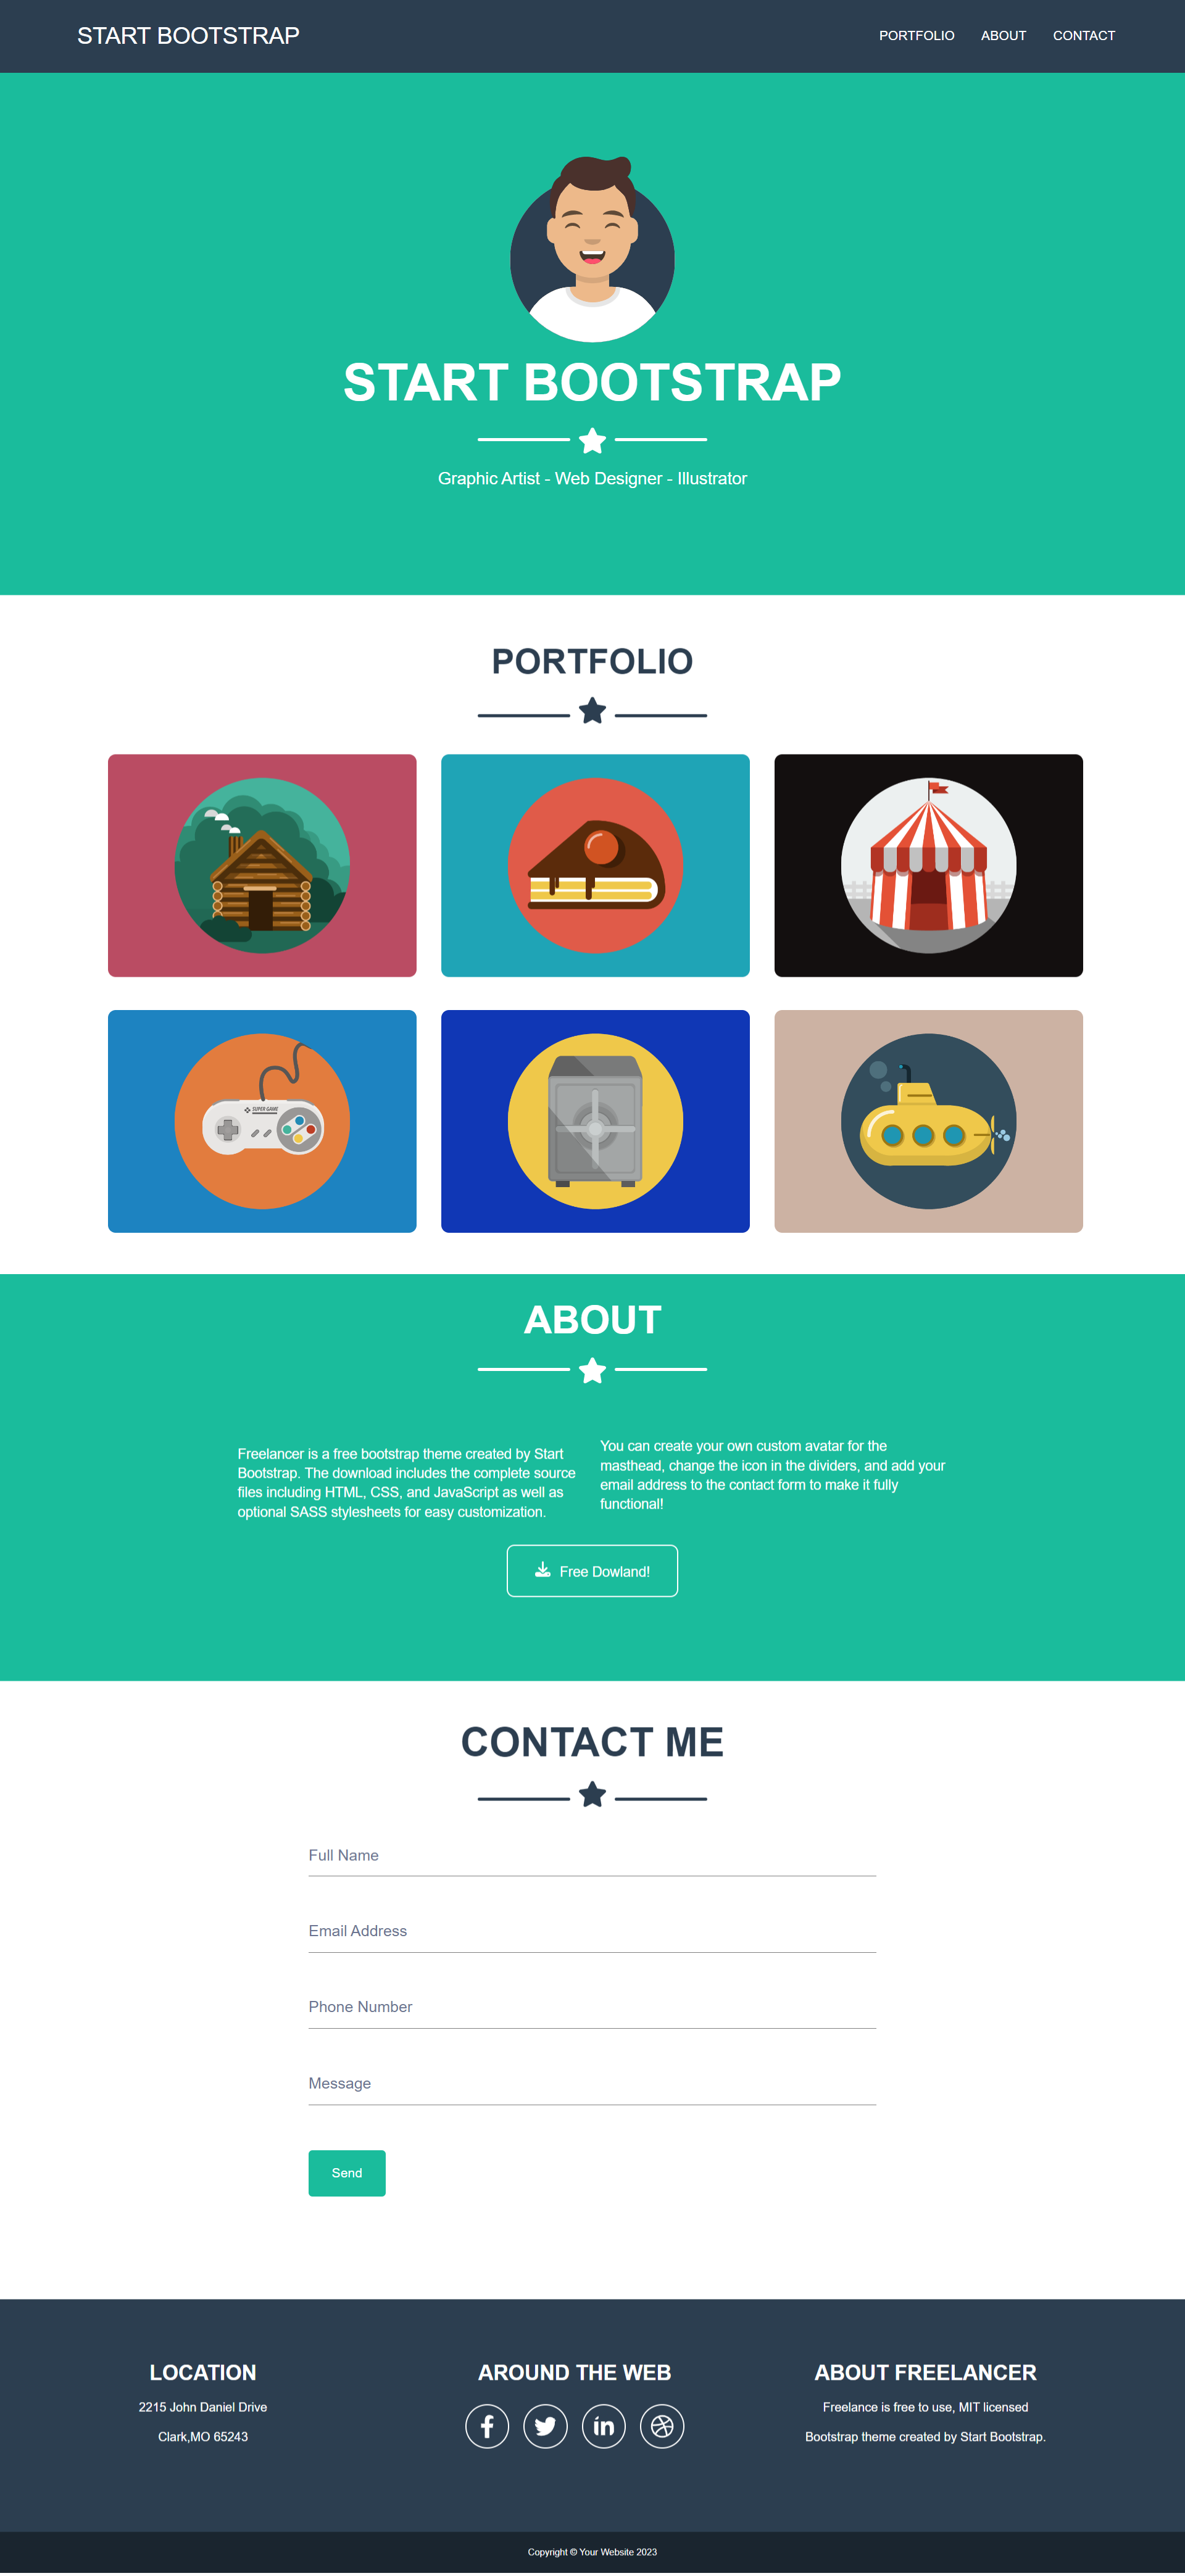 START BOOTSTRAP
PORTFOLIO
ABOUT
CONTACT
START BOOTSTRAP
Graphic Artist - Web Designer - Illustrator
PORTFOLIO
SUPER GAME
ABOUT
Freelancer is a free bootstrap theme created by Start
Bootstrap. The download includes the complete source
files including HTML, CSS, and JavaScript as well as
optional SASS stylesheets for easy customization.
You can create your own custom avatar for the
masthead, change the icon in the dividers, and add your
email address to the contact form to make it fully
functional!
Free Dowland!
CONTACT ME
Full Name
Email Address
Phone Number
Message
Send
LOCATION
2215 John Daniel Drive
Clark,MO 65243
AROUND THE WEB
ABOUT FREELANCER
Freelance is free to use, MIT licensed
Bootstrap theme created by Start Bootstrap.
Copyright © Your Website 2023